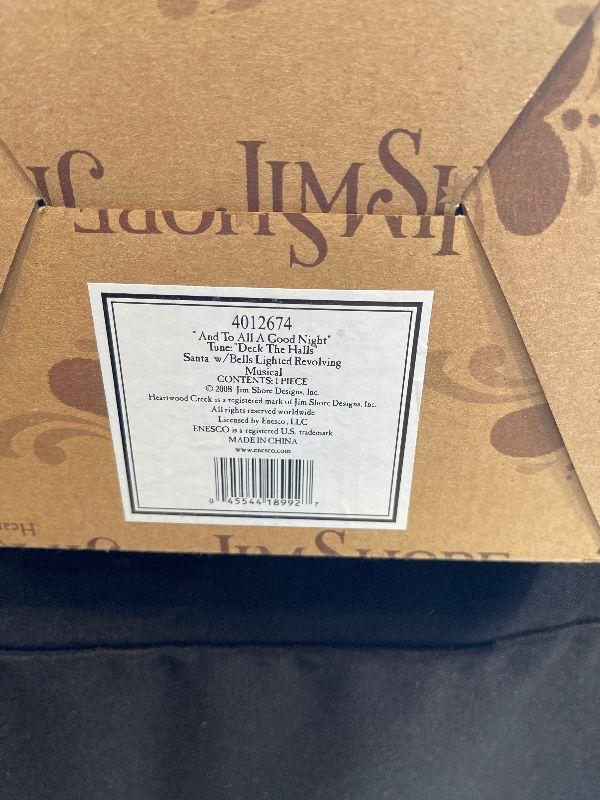 JIM SHORE
JIM SHORE
4012674
"And To All A Good Night"
Tune: "Deck The Halls"
Santa w/Bells Lighted Revolving
Musical
CONTENTS: 1 PIECE
© 2008 Jim Shore Designs, Inc.
Heartwood Creek is a registered mark of Jim Shore Designs, Inc.
All rights reserved worldwide
Licensed by Enesco, LLC
ENESCO is a registered U.S. trademark
MADE IN CHINA
www.enesco.com
0 45544 18992 7
JIM SHORE